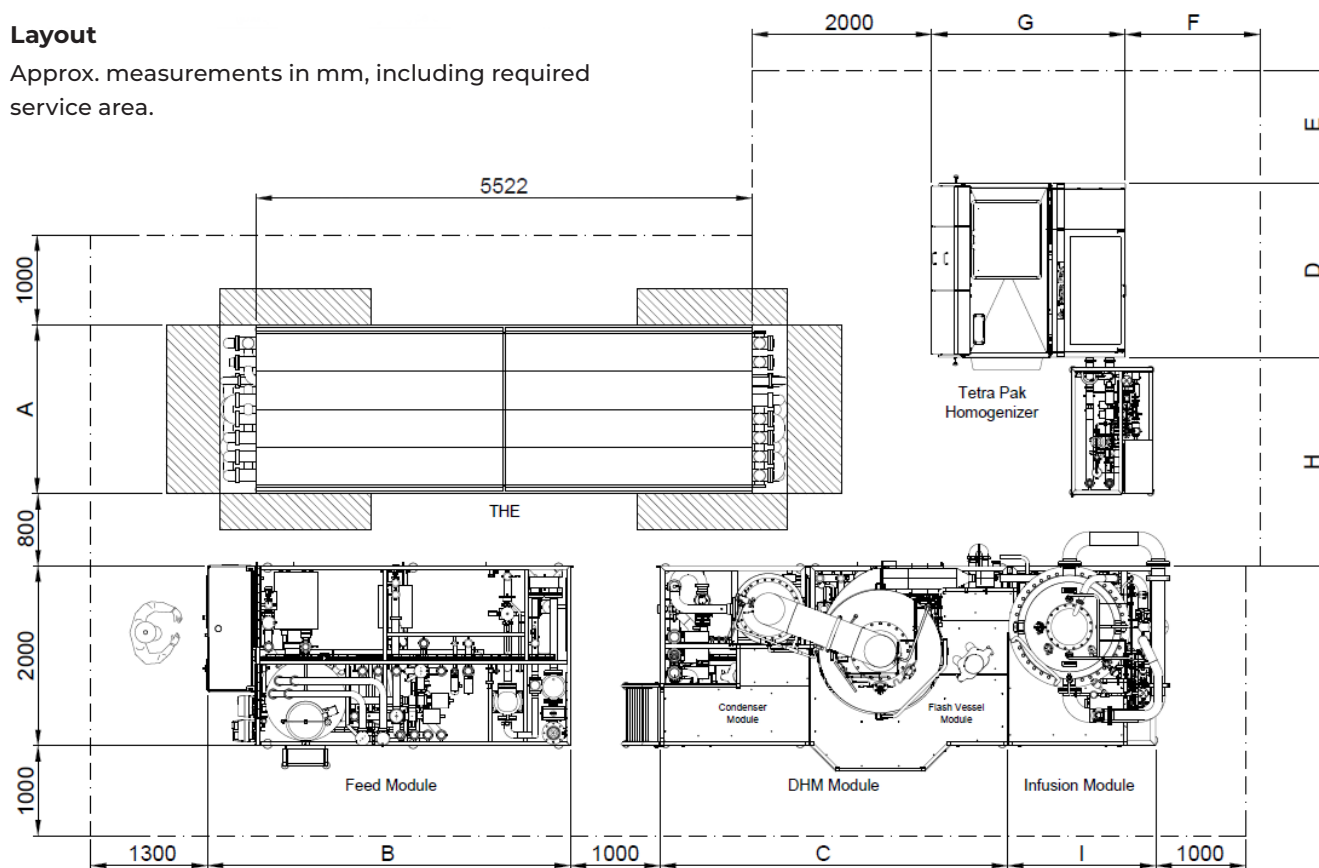 Layout
Approx. measurements in mm, including required
service area.
2000
G
F
E
5522
1000
D
A
Tetra Pak
Homogenizer
H
THE
800
2000
Condenser
Module
Flash Vessel
Module
Feed Module
DHM Module
Infusion Module
1000
1300
B
1000
C
I
1000